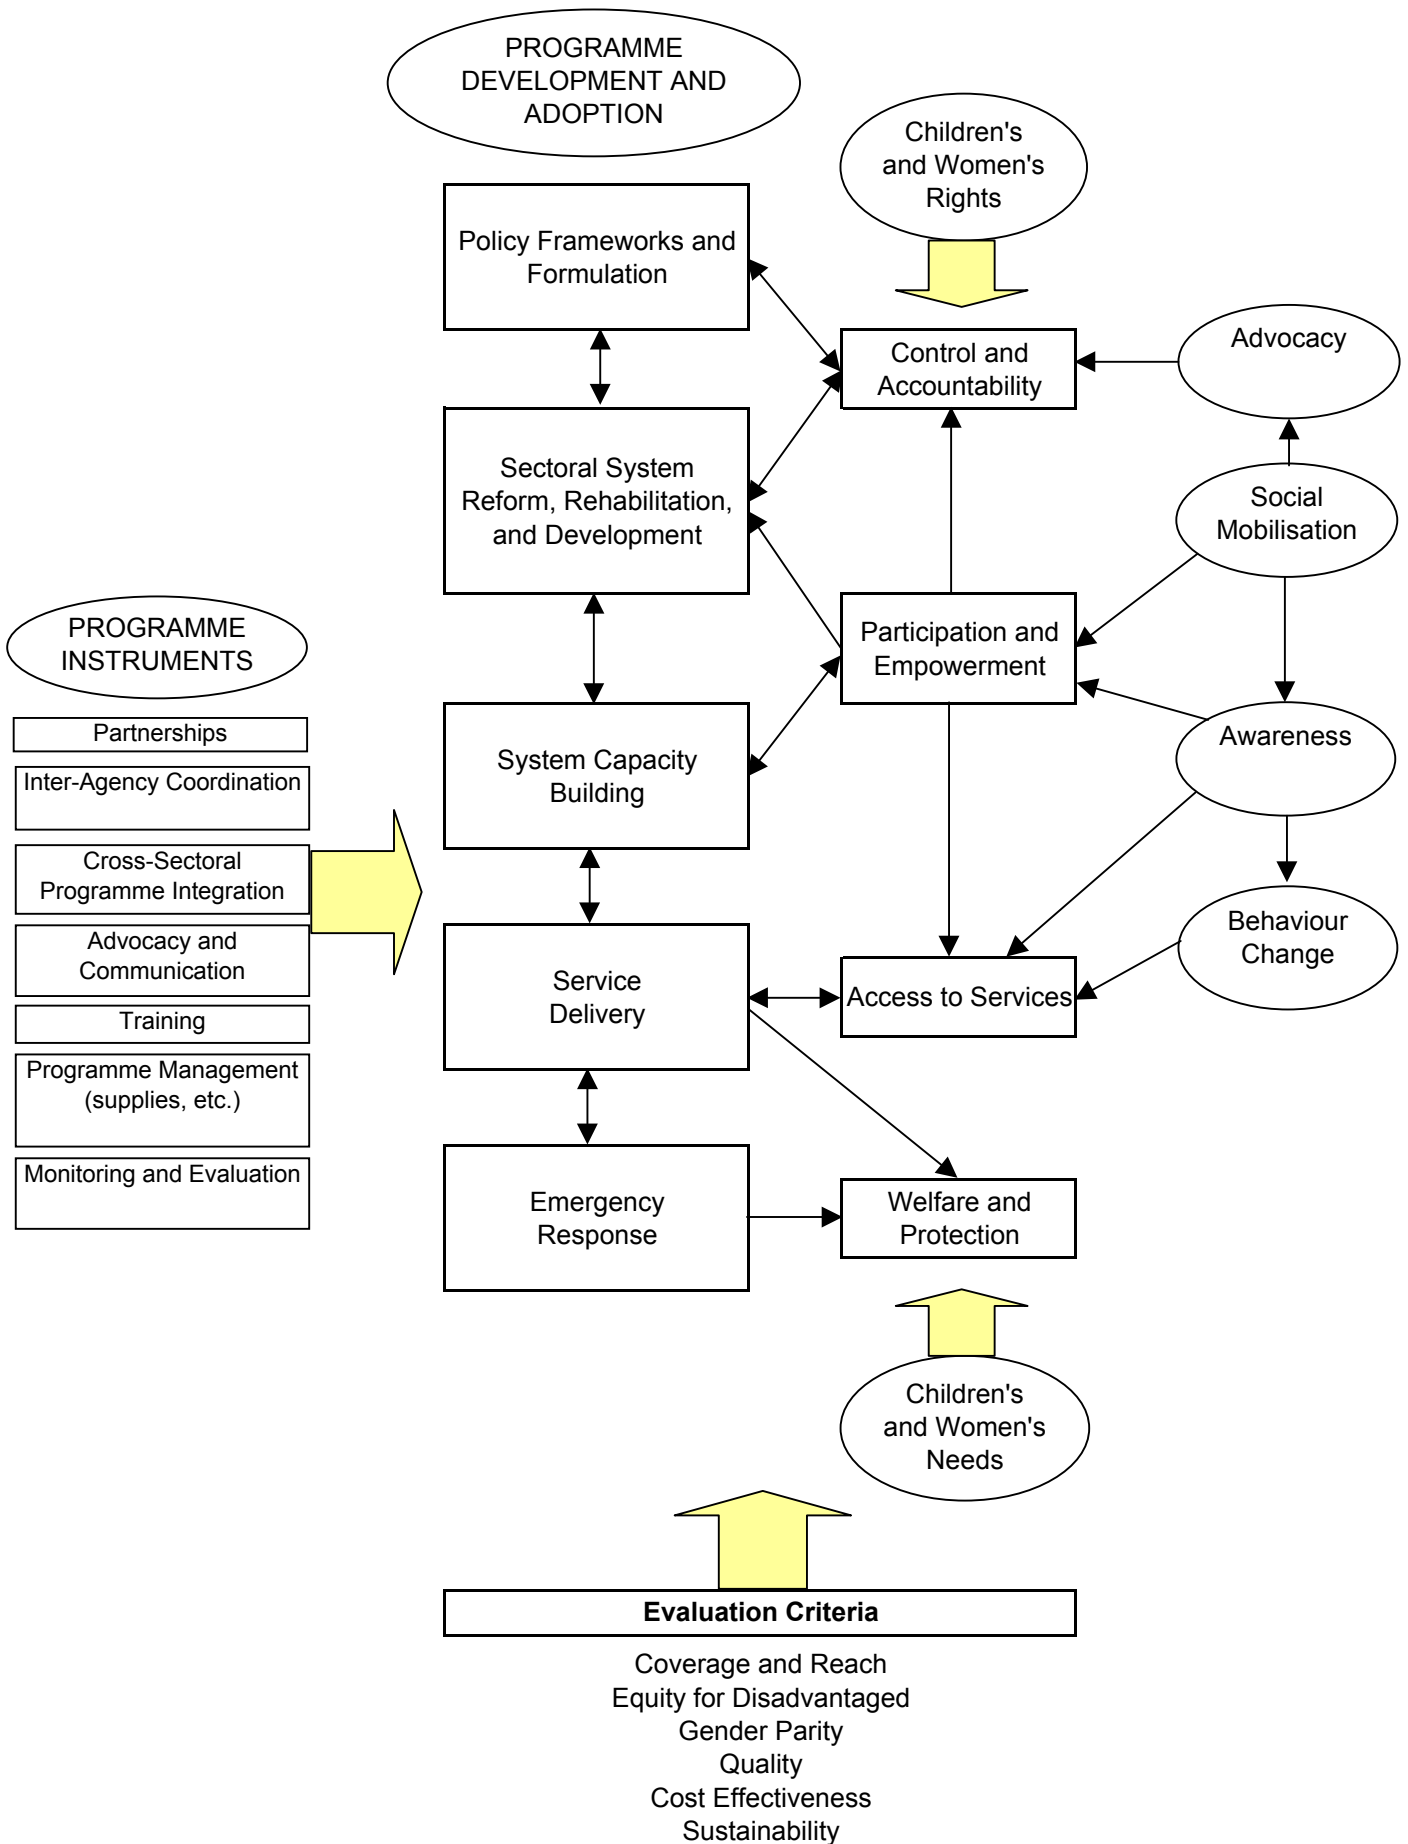 PROGRAMME
DEVELOPMENT AND
ADOPTION
Children's
and Women's
Rights
Policy Frameworks and
Formulation
Control and
Accountability
Advocacy
Sectoral System
Reform, Rehabilitation,
and Development
Social
Mobilisation
PROGRAMME
INSTRUMENTS
Participation and
Empowerment
Partnerships
Inter-Agency Coordination
Cross-Sectoral
Programme Integration
Advocacy and
Communication
Training
Programme Management
(supplies, etc.)
Monitoring and Evaluation
System Capacity
Building
Awareness
Behaviour
Change
Service
Delivery
Access to Services
Emergency
Response
Welfare and
Protection
Children's
and Women's
Needs
Evaluation Criteria
Coverage and Reach
Equity for Disadvantaged
Gender Parity
Quality
Cost Effectiveness
Sustainability